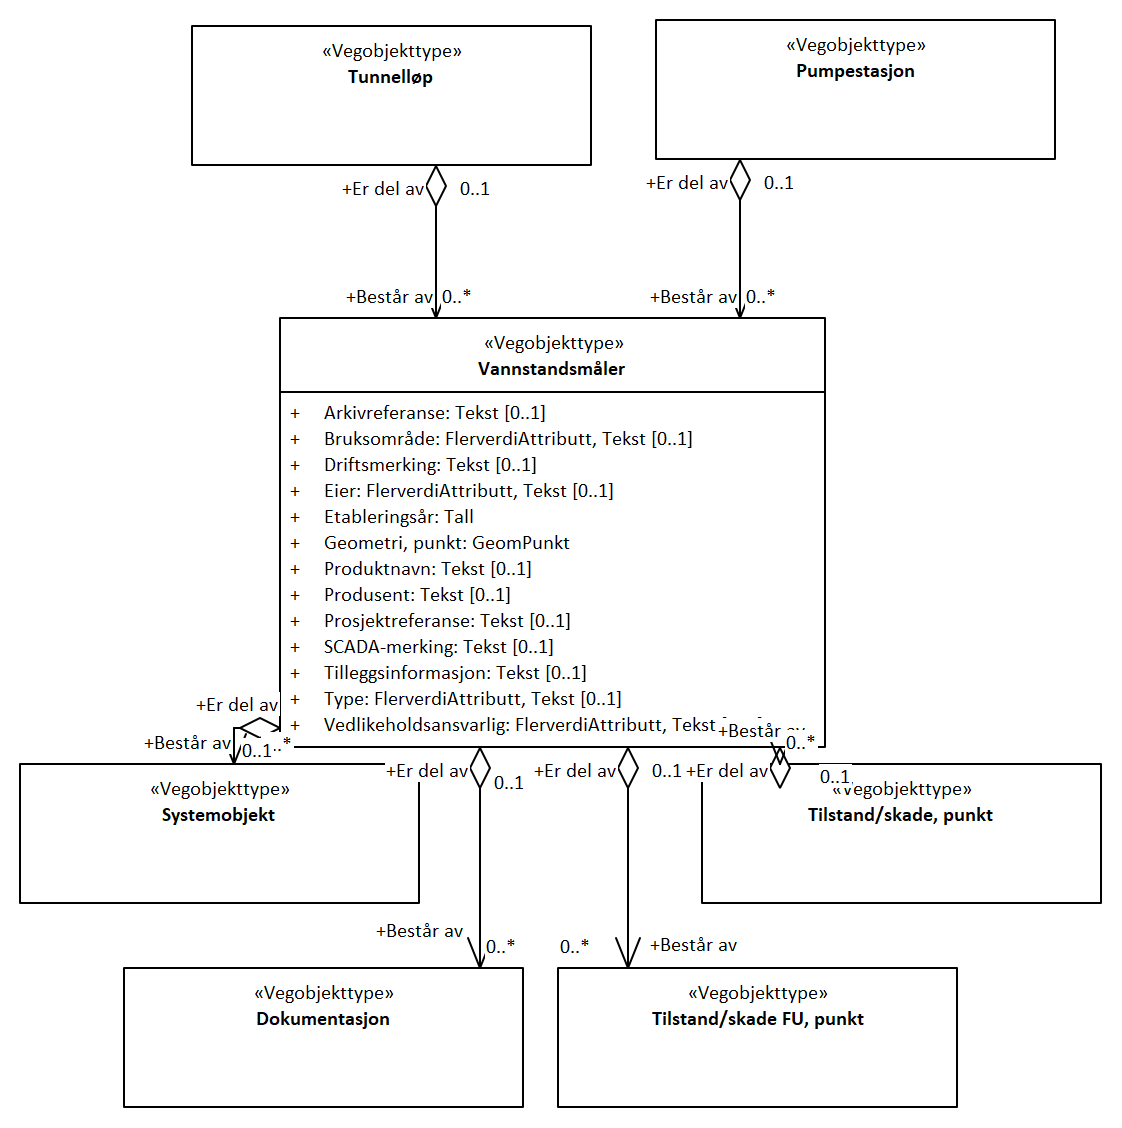 «Vegobjekttype»
Tunnelløp
«Vegobjekttype»
Pumpestasjon
+Er del av
0..1
+Er del av
0..1
+Består av
0..*
+Består av
0..*
«Vegobjekttype»
Vannstandsmåler
+ Arkivreferanse: Tekst [0..1]
+ Bruksområde: FlerverdiAttributt, Tekst [0..1]
+ Driftsmerking: Tekst [0..1]
+ Eier: FlerverdiAttributt, Tekst [0..1]
+ Etableringsår: Tall
+ Geometri, punkt: GeomPunkt
+ Produktnavn: Tekst [0..1]
+ Produsent: Tekst [0..1]
+ Prosjektreferanse: Tekst [0..1]
+ SCADA-merking: Tekst [0..1]
+ Tilleggsinformasjon: Tekst [0..1]
+ Type: FlerverdiAttributt, Tekst [0..1]
+ Vedlikeholdsansvarlig: FlerverdiAttributt, Tekst
+Er del av
+Består av
0..1
..*
+Består av
0..*
+Er del av
0..1
+Er del av
0..1
+Er del av
0..1
«Vegobjekttype»
Systemobjekt
«Vegobjekttype»
Tilstand/skade, punkt
+Består av
0..*
0..*
+Består av
«Vegobjekttype»
Dokumentasjon
«Vegobjekttype»
Tilstand/skade FU, punkt